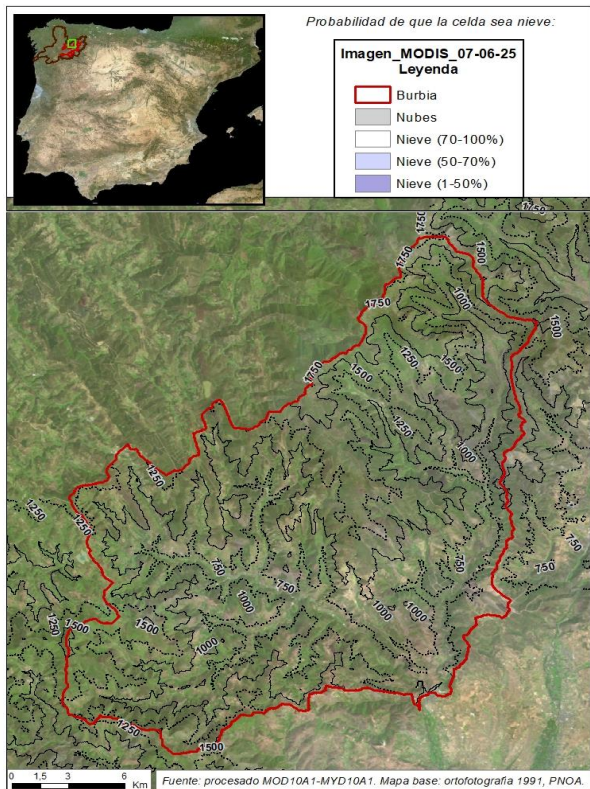 Probabilidad de que la celda sea nieve:
Imagen_MODIS_07-06-25
Leyenda
Burbia
Nubes
Nieve (70-100%)
Nieve (50-70%)
Nieve (1-50%)
1750
1750
1500
1750
1000
1750
1500
1250
1500
1750
1500
1250
1000
1250
1250
1250
750
750
750
750
1000
1000
1000
1250
1500
1500
1000
1250
1500
0 1,5 3 6
Km
Fuente: procesado MOD10A1-MYD10A1. Mapa base: ortofotografia 1991, PNOA.